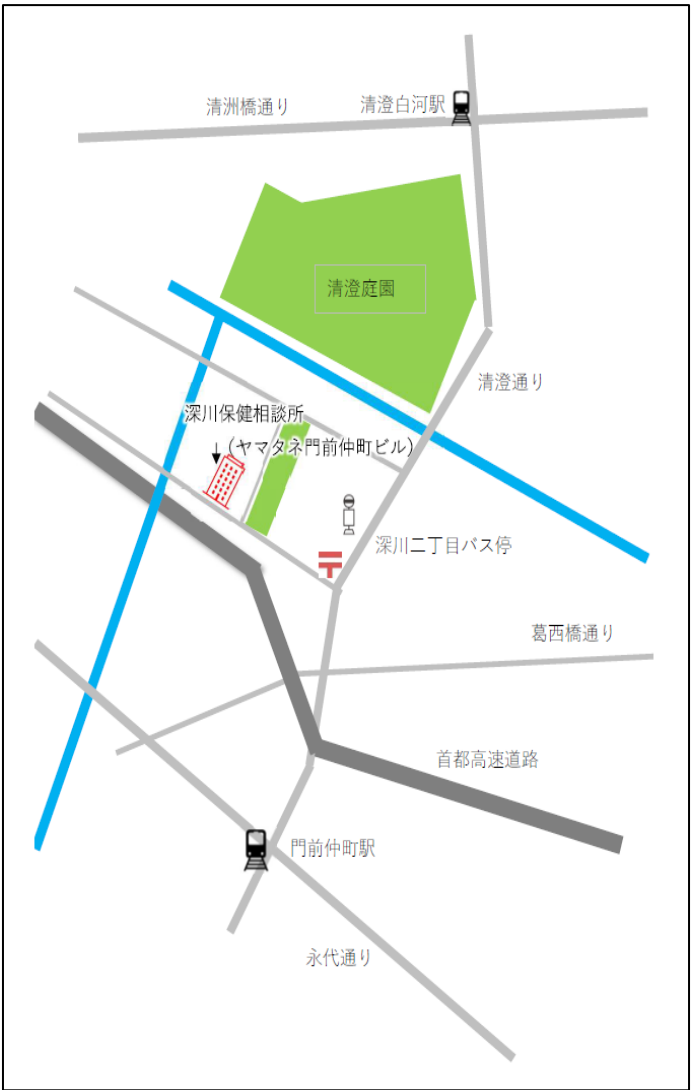 清洲橋通り
清澄白河駅
清澄庭園
清澄通り
深川保健相談所
（ヤマタネ門前仲町ビル）
深川二丁目バス停
葛西橋通り
首都高速道路
門前仲町駅
永代通り